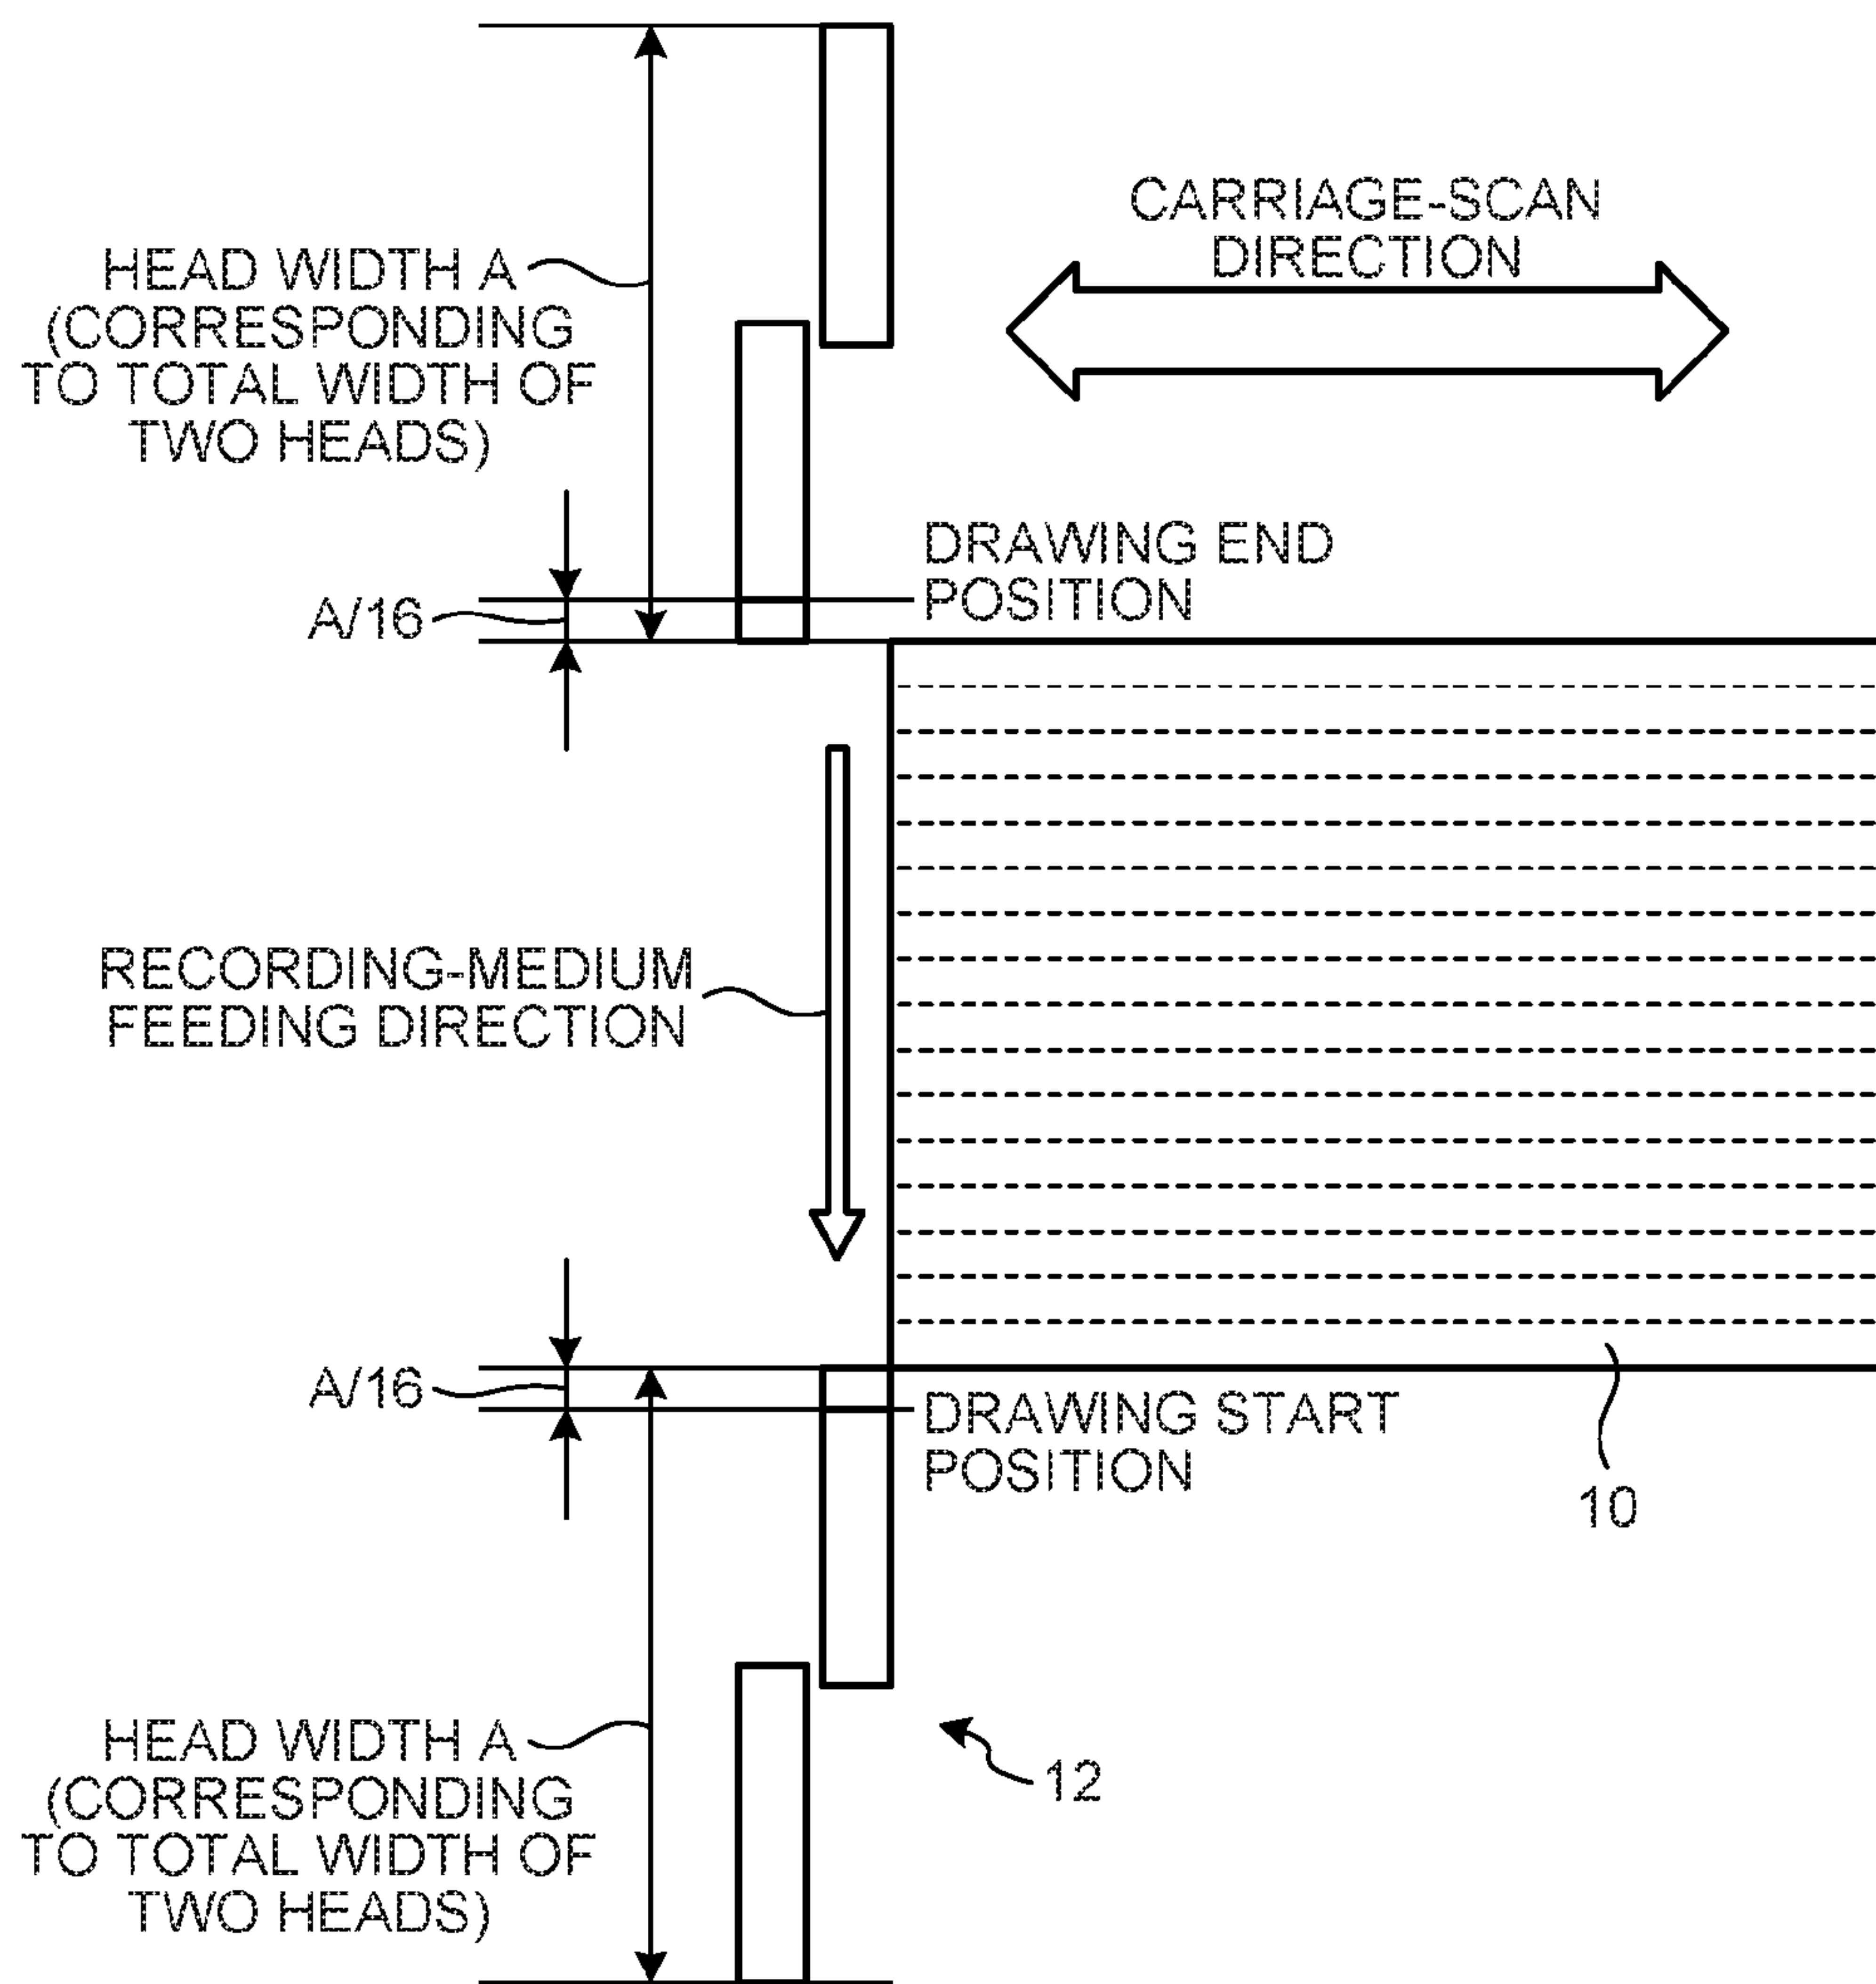 CARRIAGE-SCAN
DIRECTION
HEAD WIDTH A
(CORRESPONDING
TO TOTAL WIDTH OF
TWO HEADS)
DRAWING END
POSITION
A/16
RECORDING-MEDIUM
FEEDING DIRECTION
A/16
DRAWING START
POSITION
10
HEAD WIDTH A
(CORRESPONDING
TO TOTAL WIDTH OF
TWO HEADS)
12